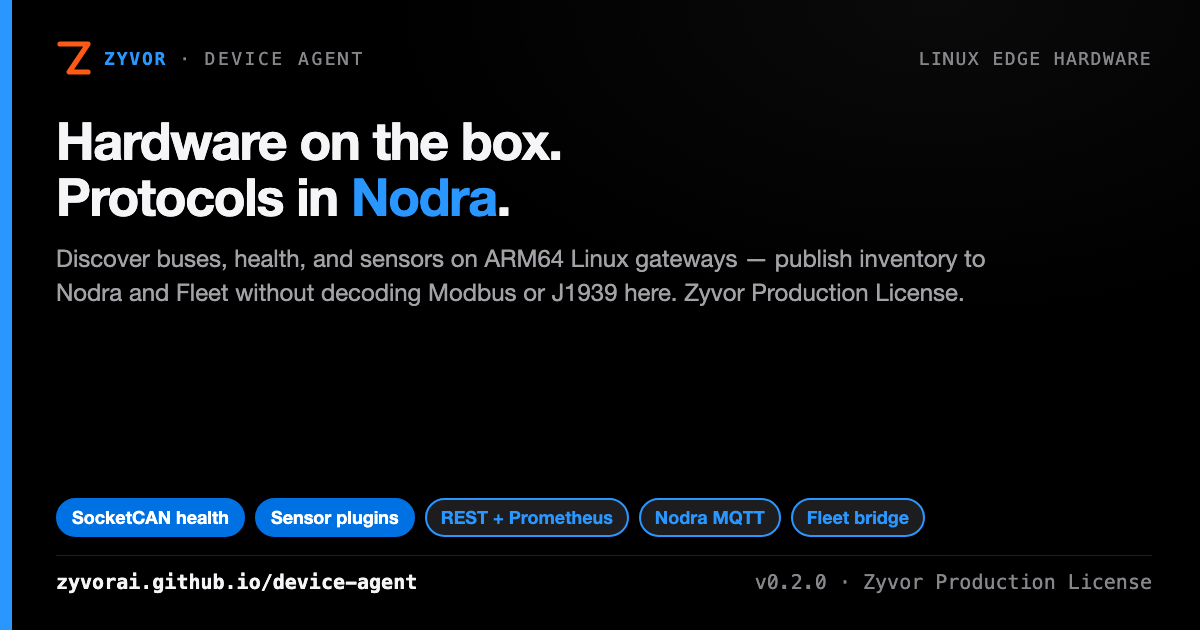 ZYVOR · DEVICE AGENT
LINUX EDGE HARDWARE
Hardware on the box.
Protocols in Nodra.
Discover buses, health, and sensors on ARM64 Linux gateways — publish inventory to
Nodra and Fleet without decoding Modbus or J1939 here. Zyvor Production License.
SocketCAN health
Sensor plugins
REST + Prometheus
Nodra MQTT
Fleet bridge
zyvorai.github.io/device-agent
v0.2.0 · Zyvor Production License